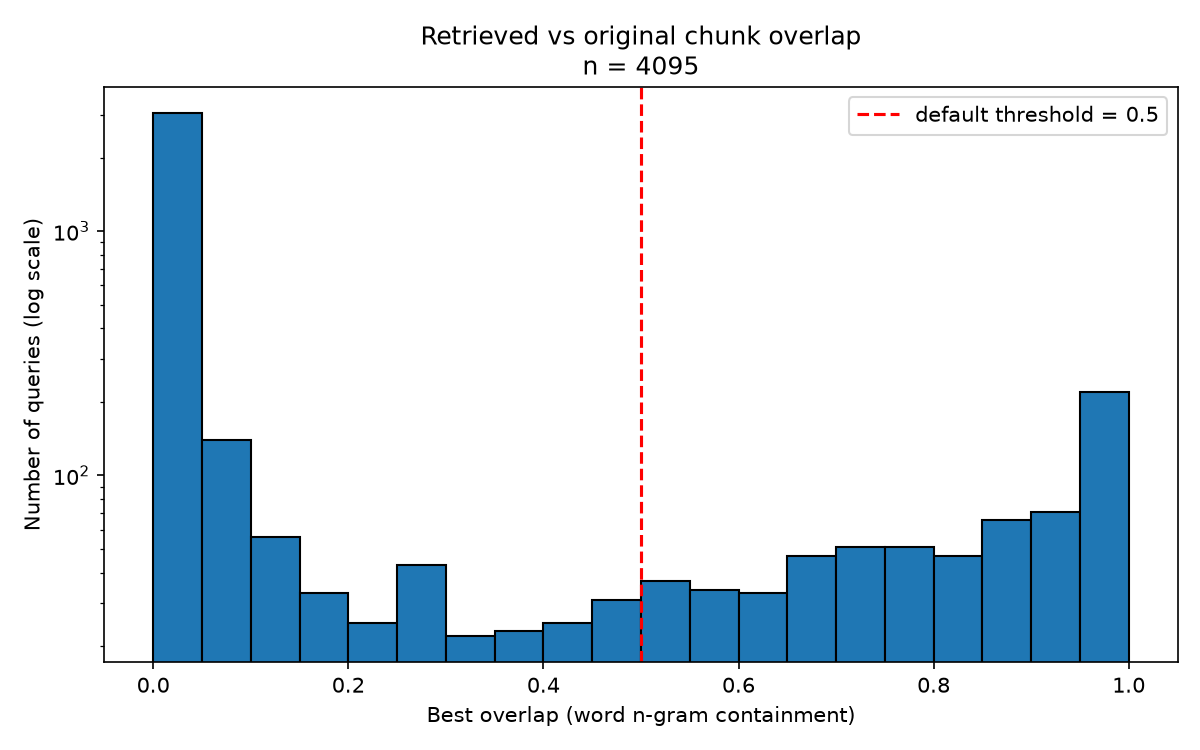 Retrieved vs original chunk overlap
n = 4095
default threshold = 0.5
Number of queries (log scale)
10³
10²
0.0 0.2 0.4 0.6 0.8 1.0
Best overlap (word n-gram containment)